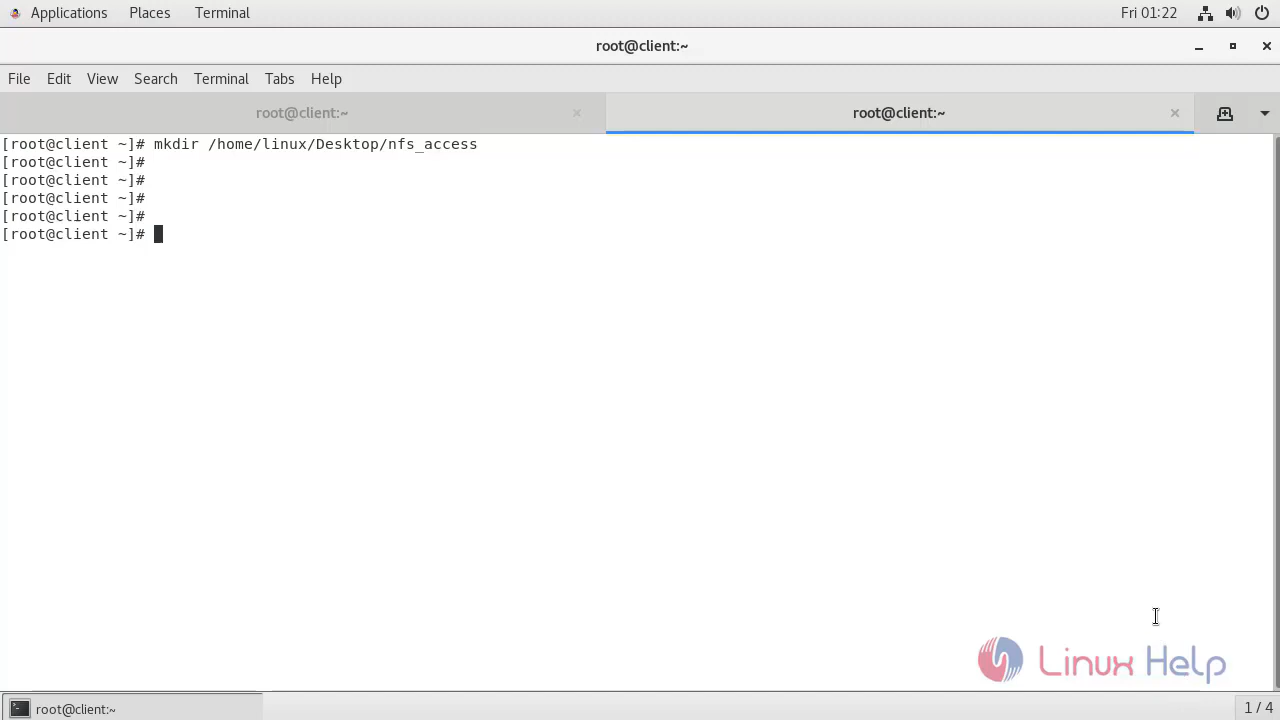 Applications Places Terminal Fri 01:22
root@client:~
File Edit View Search Terminal Tabs Help
root@client:~ × root@client:~ ×
[root@client ~]# mkdir /home/linux/Desktop/nfs_access
[root@client ~]#
[root@client ~]#
[root@client ~]#
[root@client ~]#
[root@client ~]#
Linux Help
root@client:~ 1 / 4